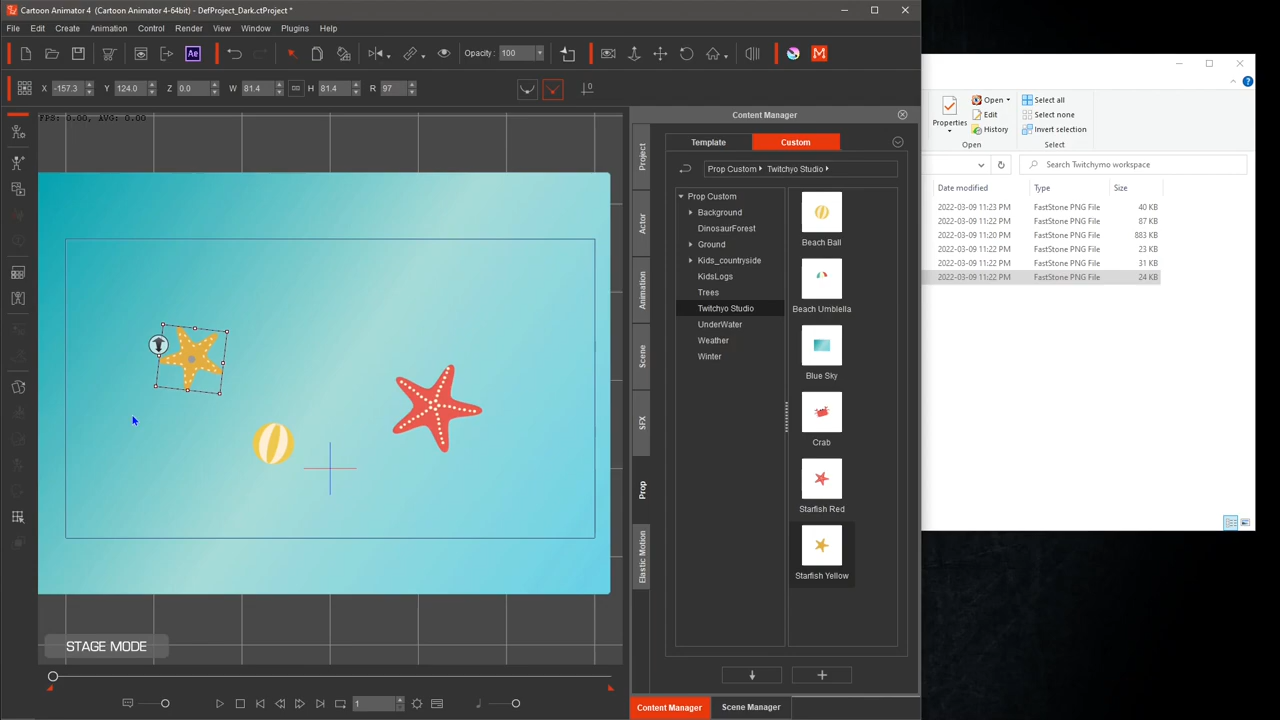 Cartoon Animator 4 (Cartoon Animator 4-64bit) - DefProject_Dark.ctProject *
File Edit Create Animation Control Render View Window Plugins Help
Ae Opacity : 100 M
X -157.3 Y 124.0 Z 0.0 W 81.4 H 81.4 R 97 0
FPS: 0.00, AVG: 0.00
Content Manager
Template Custom
Prop Custom Twitchyo Studio
Project
Actor
Animation
Scene
SFX
Prop
Elastic Motion
Prop Custom
Background
DinosaurForest
Ground
Kids_countryside
KidsLogs
Trees
Twitchyo Studio
UnderWater
Weather
Winter
Beach Ball
Beach Umblella
Blue Sky
Crab
Starfish Red
Starfish Yellow
STAGE MODE
1
Content Manager Scene Manager
Properties
Open
Edit
History
Select all
Select none
Invert selection
Open Select
Search Twitchymo workspace
Date modified Type Size
2022-03-09 11:23 PM FastStone PNG File 40 KB
2022-03-09 11:22 PM FastStone PNG File 87 KB
2022-03-09 11:20 PM FastStone PNG File 883 KB
2022-03-09 11:22 PM FastStone PNG File 23 KB
2022-03-09 11:22 PM FastStone PNG File 31 KB
2022-03-09 11:22 PM FastStone PNG File 24 KB